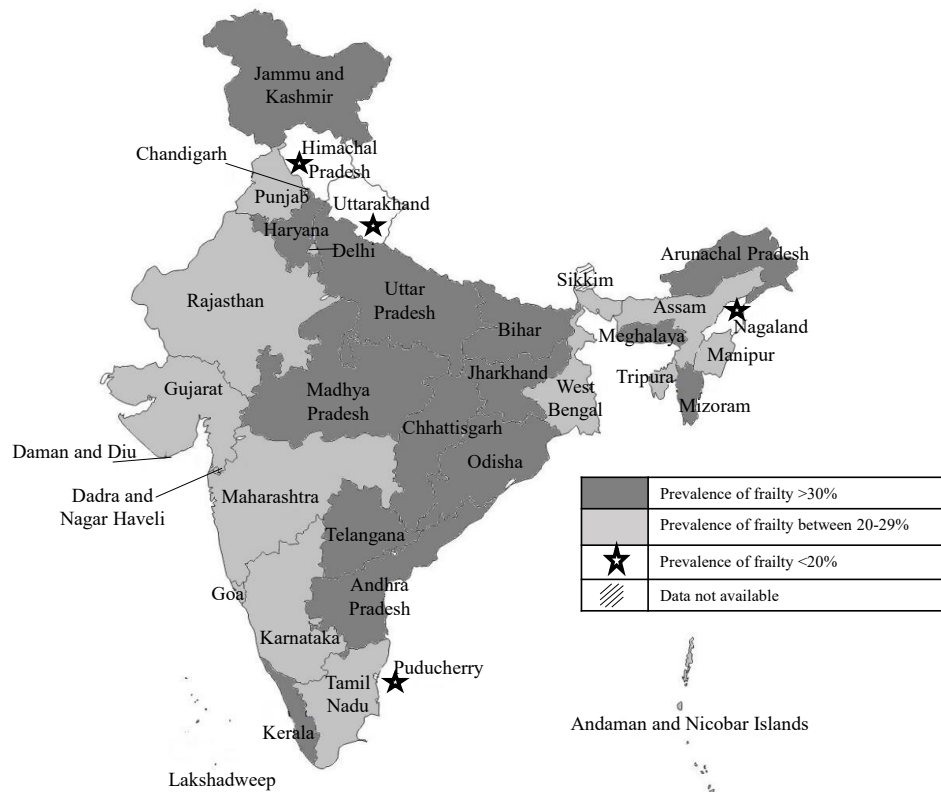 Jammu and
Kashmir
Chandigarh
Himachal
Pradesh
Punjab
Uttarakhand
Haryana
Delhi
Arunachal Pradesh
Sikkim
Rajasthan
Uttar
Pradesh
Assam
Bihar
Meghalaya
Nagaland
Manipur
Gujarat
Jharkhand
Tripura
Madhya
Pradesh
West
Bengal
Mizoram
Chhattisgarh
Daman and Diu
Odisha
Dadra and
Nagar Haveli
Maharashtra
Prevalence of frailty >30%
Prevalence of frailty between 20-29%
Prevalence of frailty <20%
Data not available
Telangana
Goa
Andhra
Pradesh
Karnataka
Puducherry
Tamil
Nadu
Kerala
Andaman and Nicobar Islands
Lakshadweep